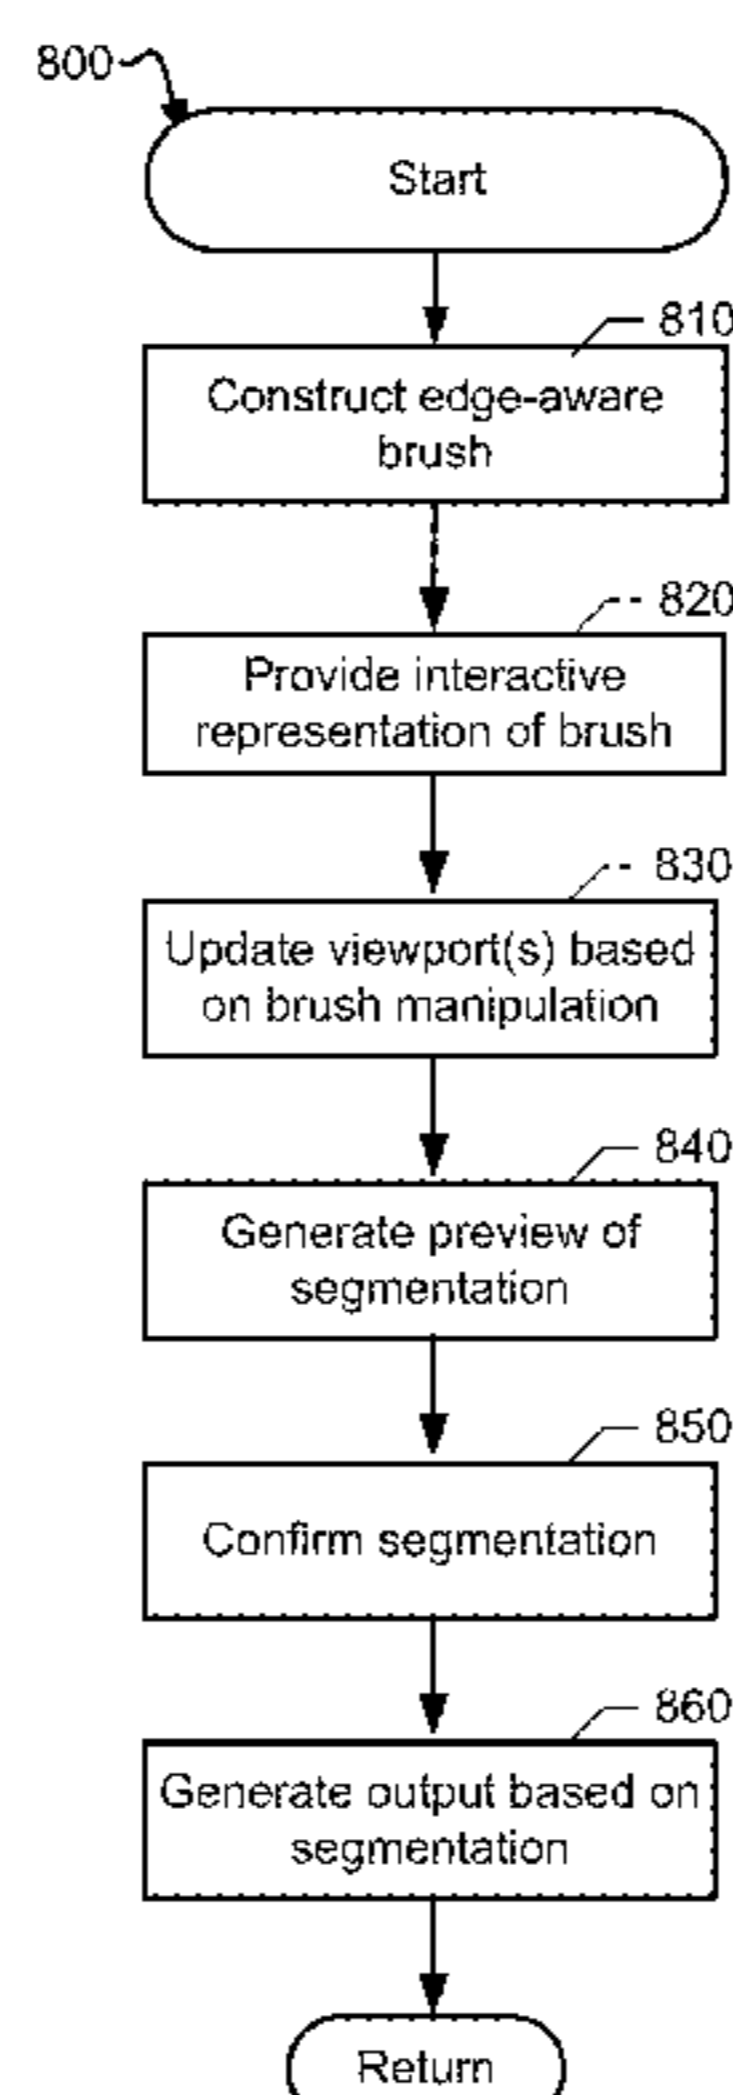 800
Start
810
Construct edge-aware
brush
820
Provide interactive
representation of brush
830
Update viewport(s) based
on brush manipulation
840
Generate preview of
segmentation
850
Confirm segmentation
860
Generate output based on
segmentation
Return